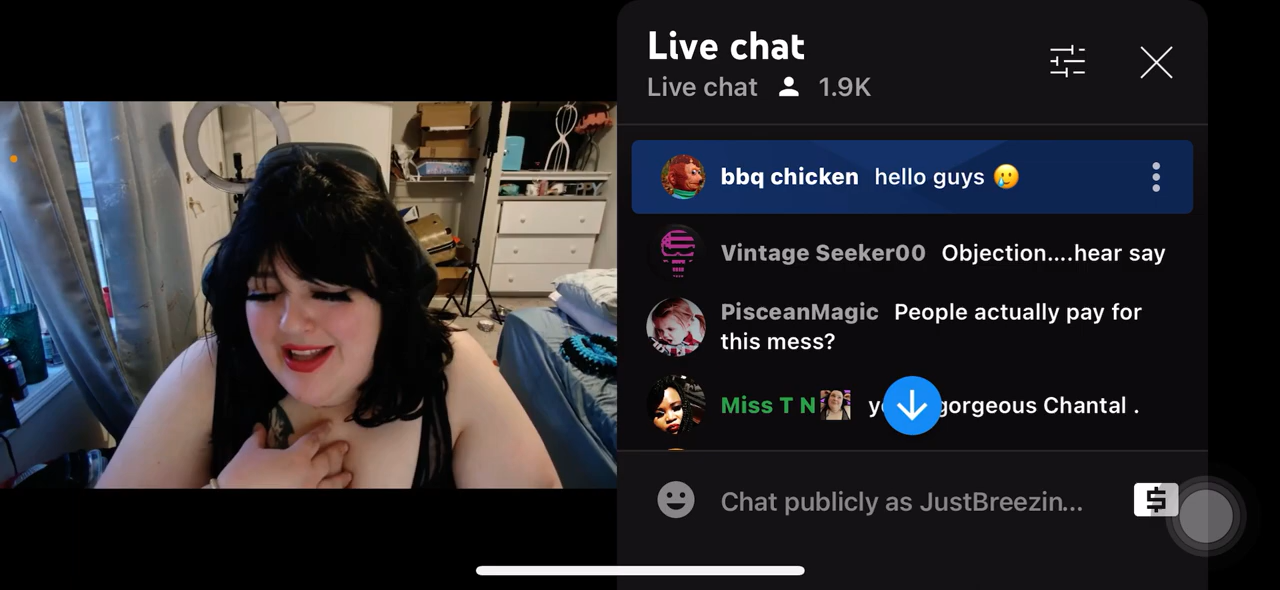 Live chat
Live chat 1.9K
bbq chicken hello guys 🥲
Vintage Seeker00 Objection....hear say
PisceanMagic People actually pay for
this mess?
Miss T N gorgeous Chantal .
Chat publicly as JustBreezin...
$